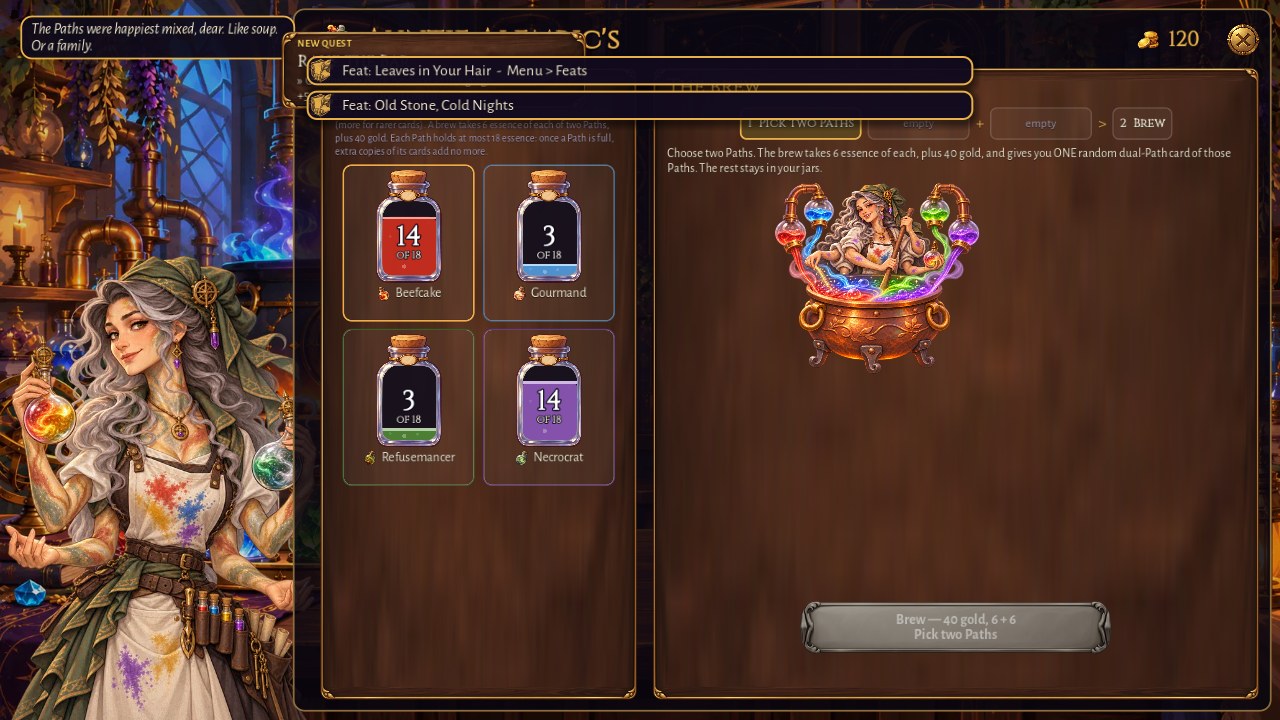 The Paths were happiest mixed, dear. Like soup.
Or a family.
120
NEW QUEST
Feat: Leaves in Your Hair - Menu > Feats
Feat: Old Stone, Cold Nights
THE BREW
(more for rarer cards). A brew takes 6 essence of each of two Paths,
plus 40 gold. Each Path holds at most 18 essence: once a Path is full,
extra copies of its cards add no more.
1 PICK TWO PATHS
empty
+
empty
>
2 BREW
Choose two Paths. The brew takes 6 essence of each, plus 40 gold, and gives you ONE random dual-Path card of those
Paths. The rest stays in your jars.
14
OF 18
Beefcake
3
OF 18
Gourmand
3
OF 18
Refusemancer
14
OF 18
Necrocrat
Brew — 40 gold, 6 + 6
Pick two Paths